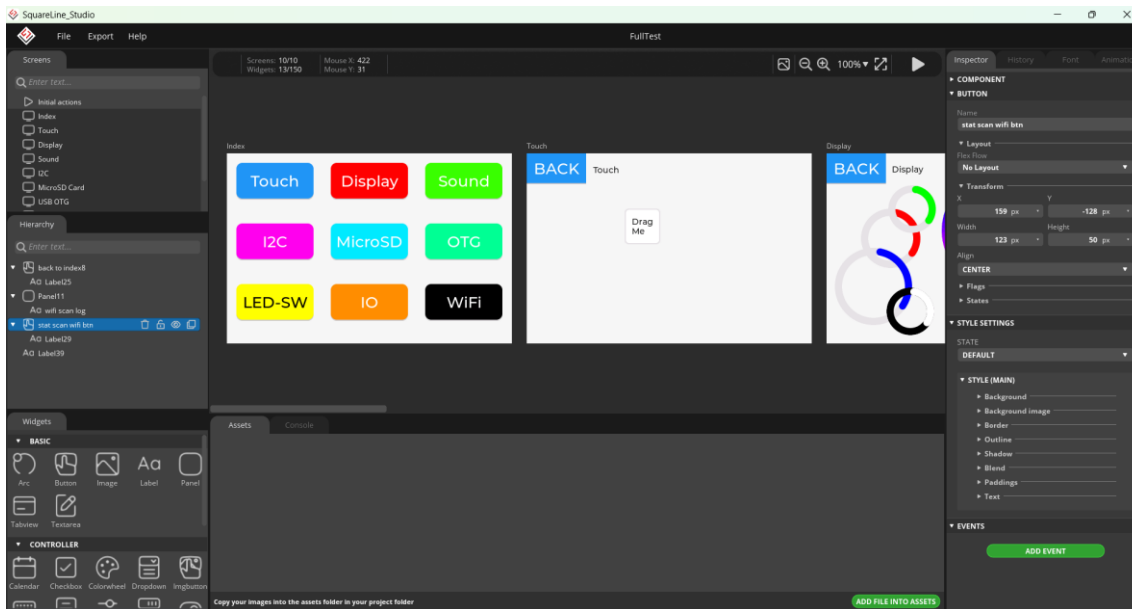 SquareLine_Studio
File Export Help FullTest
Screens
Enter text...
Initial actions
Index
Touch
Display
Sound
I2C
MicroSD Card
USB OTG
Hierarchy
Enter text...
back to index8
Label25
Panel11
wifi scan log
stat scan wifi btn
Label29
Label39
Widgets
BASIC
Arc Button Image Label Panel
Tabview Textarea
CONTROLLER
Calendar Checkbox Colorwheel Dropdown Imgbutton
Screens: 10/10 Mouse X: 422
Widgets: 13/150 Mouse Y: 31
100%
Index
Touch Display Sound
I2C MicroSD OTG
LED-SW IO WiFi
Touch
BACK Touch
Drag
Me
Display
BACK Display
Assets Console
Copy your images into the assets folder in your project folder
ADD FILE INTO ASSETS
Inspector History Font Animatio
COMPONENT
BUTTON
Name
stat scan wifi btn
Layout
Flex Flow
No Layout
Transform
X Y
159 px -128 px
Width Height
123 px 50 px
Align
CENTER
Flags
States
STYLE SETTINGS
STATE
DEFAULT
STYLE (MAIN)
Background
Background image
Border
Outline
Shadow
Blend
Paddings
Text
EVENTS
ADD EVENT